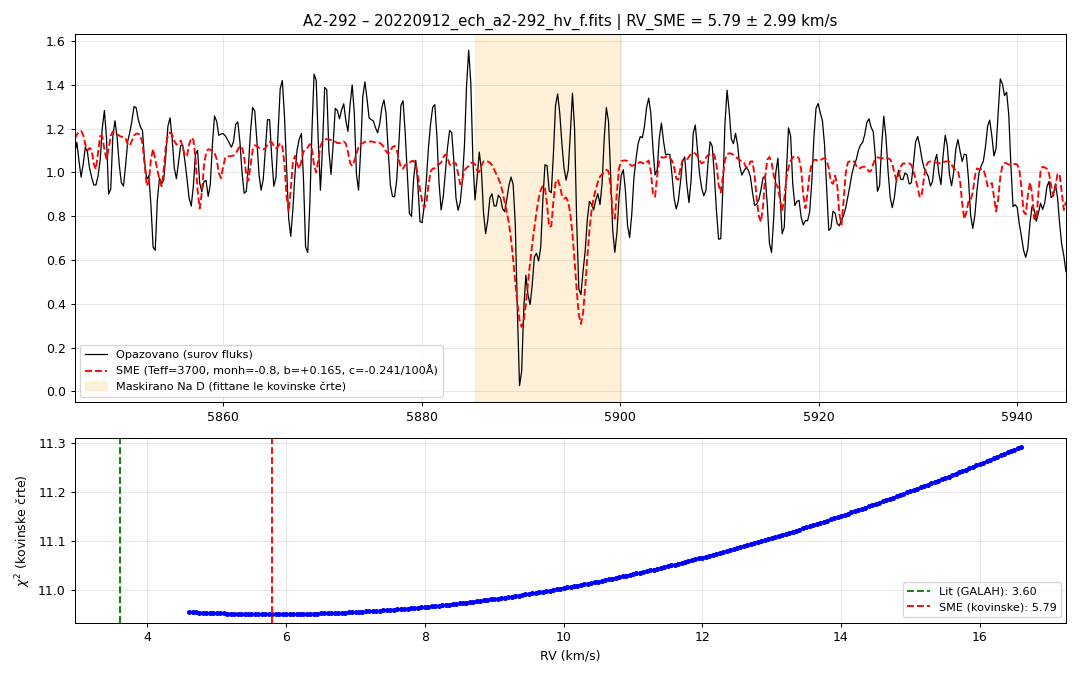 A2-292 – 20220912_ech_a2-292_hv_f.fits | RV_SME = 5.79 ± 2.99 km/s
1.6
1.4
1.2
1.0
0.8
0.6
0.4
0.2
0.0
Opazovano (surov fluks)
SME (Teff=3700, monh=-0.8, b=+0.165, c=-0.241/100Å)
Maskirano Na D (fittane le kovinske črte)
5860 5880 5900 5920 5940
11.3
11.2
11.1
11.0
χ² (kovinske črte)
Lit (GALAH): 3.60
SME (kovinske): 5.79
4 6 8 10 12 14 16
RV (km/s)